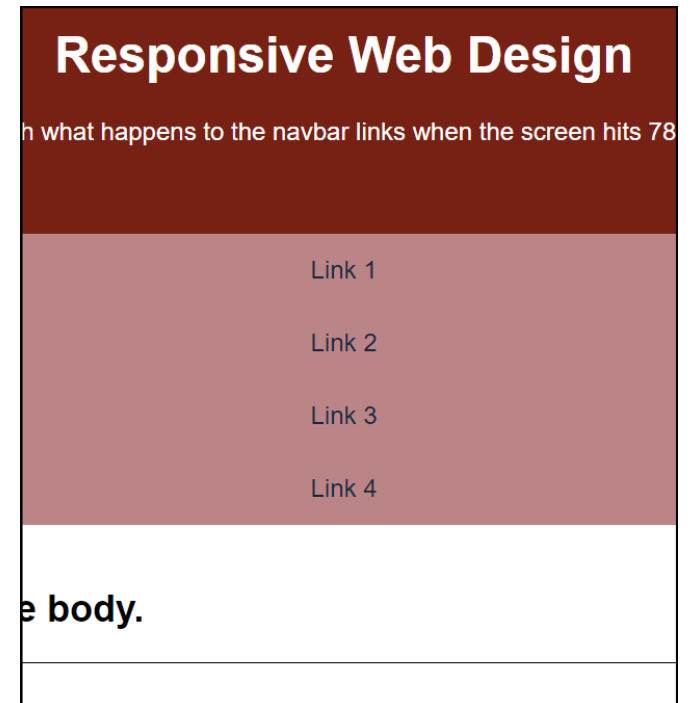 Responsive Web Design
h what happens to the navbar links when the screen hits 78
Link 1
Link 2
Link 3
Link 4
e body.